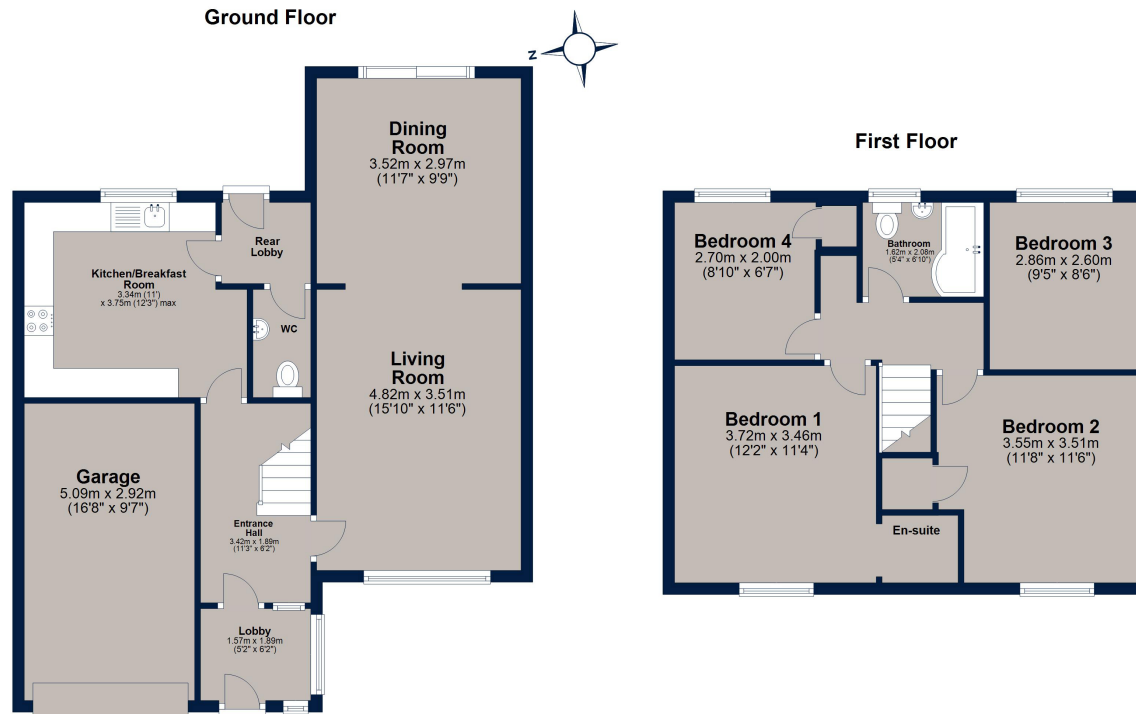 Ground Floor
N
Dining
Room
3.52m x 2.97m
(11'7" x 9'9")
Rear
Lobby
Kitchen/Breakfast
Room
3.34m (11')
x 3.75m (12'3") max
WC
Living
Room
4.82m x 3.51m
(15'10" x 11'6")
Garage
5.09m x 2.92m
(16'8" x 9'7")
Entrance
Hall
3.42m x 1.89m
(11'3" x 6'2")
Lobby
1.57m x 1.89m
(5'2" x 6'2")
First Floor
Bedroom 4
2.70m x 2.00m
(8'10" x 6'7")
Bathroom
1.62m x 2.08m
(5'4" x 6'10")
Bedroom 3
2.86m x 2.60m
(9'5" x 8'6")
Bedroom 1
3.72m x 3.46m
(12'2" x 11'4")
Bedroom 2
3.55m x 3.51m
(11'8" x 11'6")
En-suite